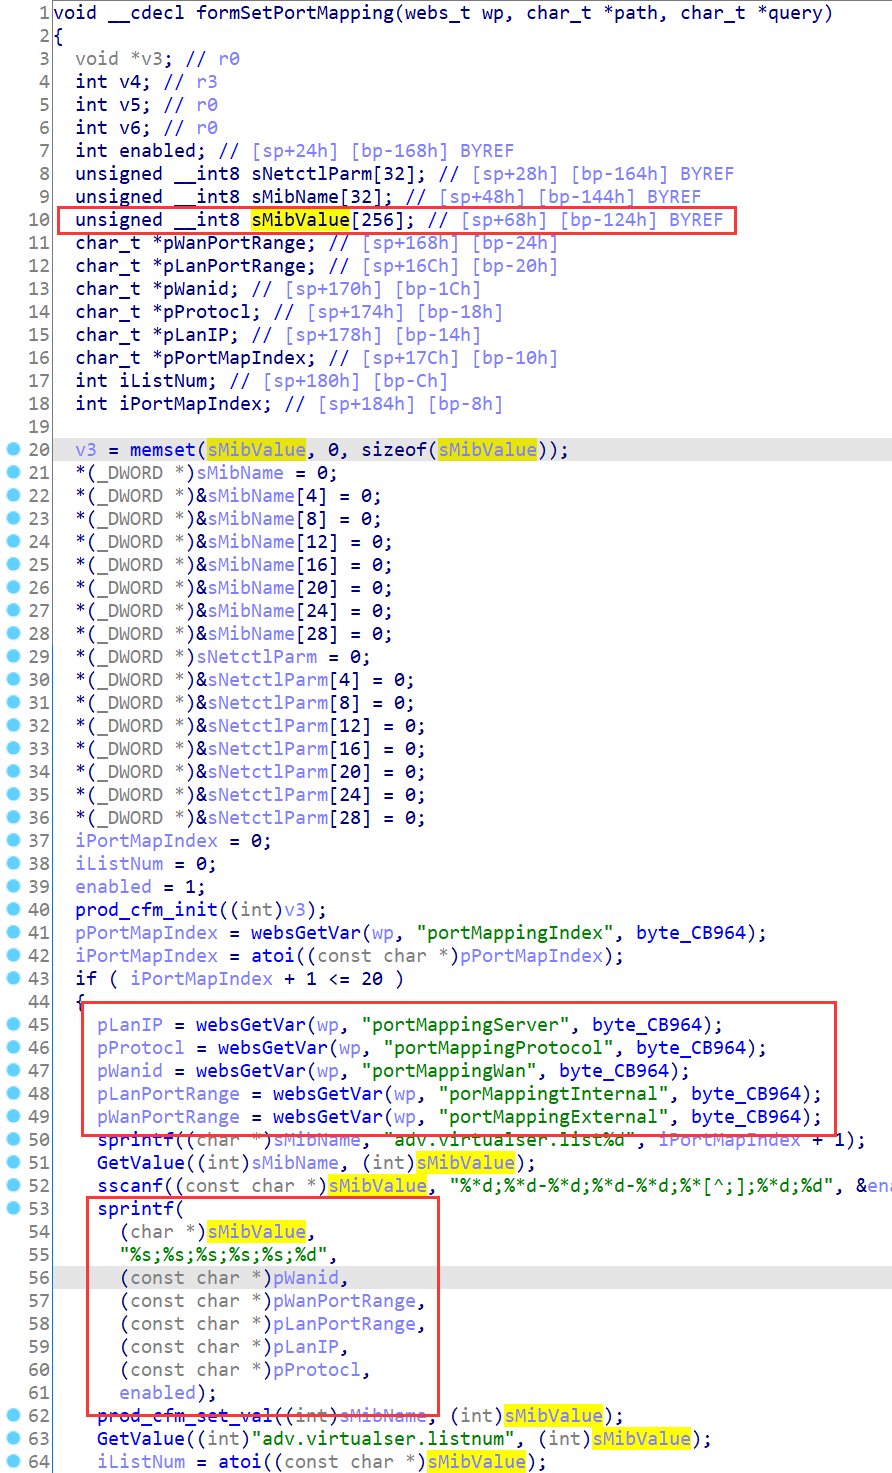 1 void __cdecl formSetPortMapping(webs_t wp, char_t *path, char_t *query)
2 {
3 void *v3; // r0
4 int v4; // r3
5 int v5; // r0
6 int v6; // r0
7 int enabled; // [sp+24h] [bp-168h] BYREF
8 unsigned __int8 sNetctlParm[32]; // [sp+28h] [bp-164h] BYREF
9 unsigned __int8 sMibName[32]; // [sp+48h] [bp-144h] BYREF
10 unsigned __int8 sMibValue[256]; // [sp+68h] [bp-124h] BYREF
11 char_t *pWanPortRange; // [sp+168h] [bp-24h]
12 char_t *pLanPortRange; // [sp+16Ch] [bp-20h]
13 char_t *pWanid; // [sp+170h] [bp-1Ch]
14 char_t *pProtocl; // [sp+174h] [bp-18h]
15 char_t *pLanIP; // [sp+178h] [bp-14h]
16 char_t *pPortMapIndex; // [sp+17Ch] [bp-10h]
17 int iListNum; // [sp+180h] [bp-Ch]
18 int iPortMapIndex; // [sp+184h] [bp-8h]
19
20 v3 = memset(sMibValue, 0, sizeof(sMibValue));
21 *(_DWORD *)sMibName = 0;
22 *(_DWORD *)&sMibName[4] = 0;
23 *(_DWORD *)&sMibName[8] = 0;
24 *(_DWORD *)&sMibName[12] = 0;
25 *(_DWORD *)&sMibName[16] = 0;
26 *(_DWORD *)&sMibName[20] = 0;
27 *(_DWORD *)&sMibName[24] = 0;
28 *(_DWORD *)&sMibName[28] = 0;
29 *(_DWORD *)sNetctlParm = 0;
30 *(_DWORD *)&sNetctlParm[4] = 0;
31 *(_DWORD *)&sNetctlParm[8] = 0;
32 *(_DWORD *)&sNetctlParm[12] = 0;
33 *(_DWORD *)&sNetctlParm[16] = 0;
34 *(_DWORD *)&sNetctlParm[20] = 0;
35 *(_DWORD *)&sNetctlParm[24] = 0;
36 *(_DWORD *)&sNetctlParm[28] = 0;
37 iPortMapIndex = 0;
38 iListNum = 0;
39 enabled = 1;
40 prod_cfm_init((int)v3);
41 pPortMapIndex = websGetVar(wp, "portMappingIndex", byte_CB964);
42 iPortMapIndex = atoi((const char *)pPortMapIndex);
43 if ( iPortMapIndex + 1 <= 20 )
44 {
45 pLanIP = websGetVar(wp, "portMappingServer", byte_CB964);
46 pProtocl = websGetVar(wp, "portMappingProtocol", byte_CB964);
47 pWanid = websGetVar(wp, "portMappingWan", byte_CB964);
48 pLanPortRange = websGetVar(wp, "porMappingtInternal", byte_CB964);
49 pWanPortRange = websGetVar(wp, "portMappingExternal", byte_CB964);
50 sprintf((char *)sMibName, "adv.virtualser.list%d", iPortMapIndex + 1);
51 GetValue((int)sMibName, (int)sMibValue);
52 sscanf((const char *)sMibValue, "%*d;%*d-%*d;%*d-%*d;%*[^;];%*d;%d", &ena
53 sprintf(
54 (char *)sMibValue,
55 "%s;%s;%s;%s;%s;%d",
56 (const char *)pWanid,
57 (const char *)pWanPortRange,
58 (const char *)pLanPortRange,
59 (const char *)pLanIP,
60 (const char *)pProtocl,
61 enabled);
62 prod_cfm_set_val((int)sMibName, (int)sMibValue);
63 GetValue((int)"adv.virtualser.listnum", (int)sMibValue);
64 iListNum = atoi((const char *)sMibValue);